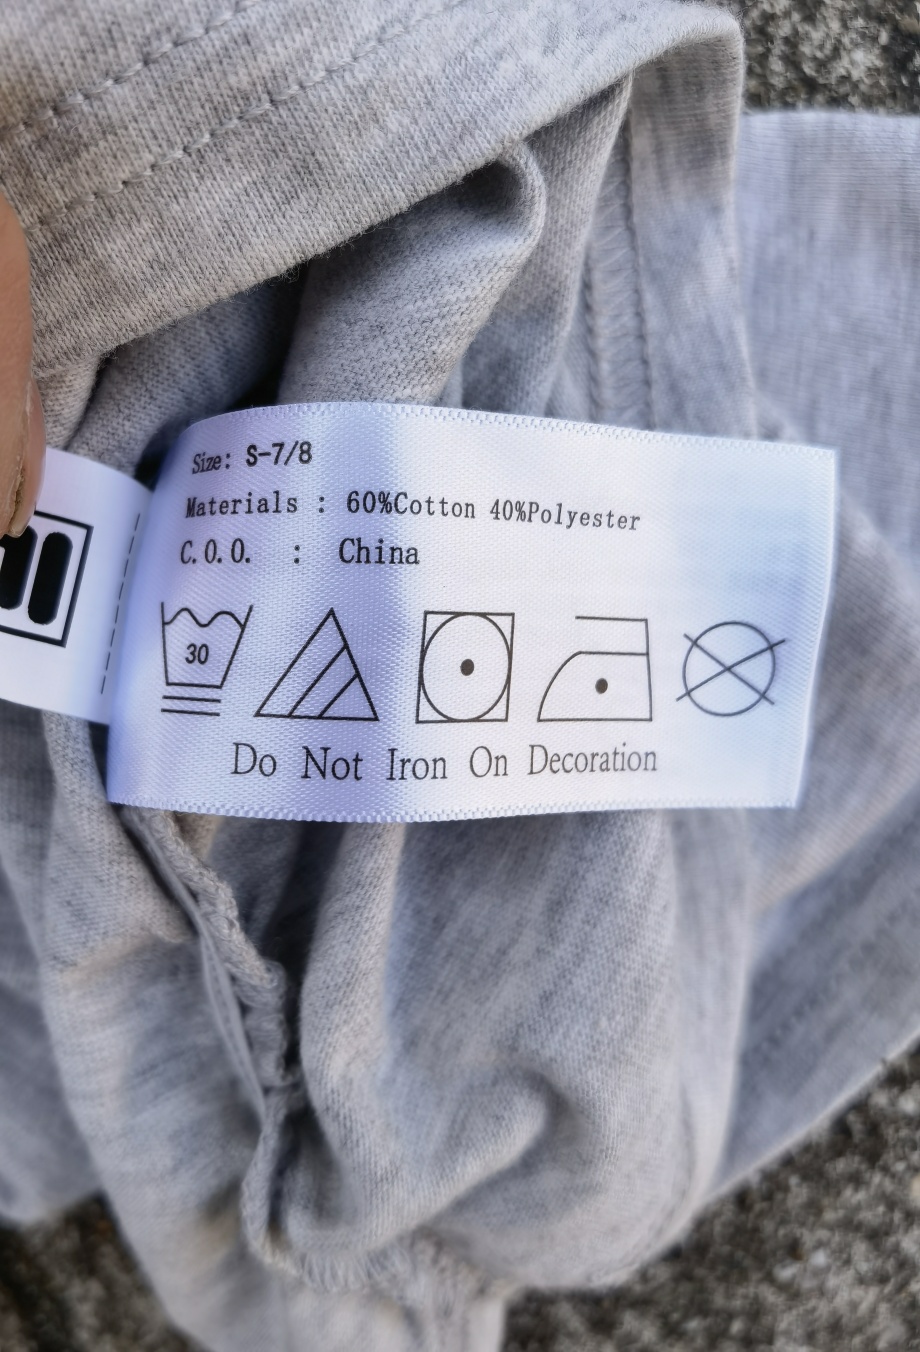 Size: S-7/8
Materials : 60%Cotton 40%Polyester
C.O.O. : China
30
Do Not Iron On Decoration